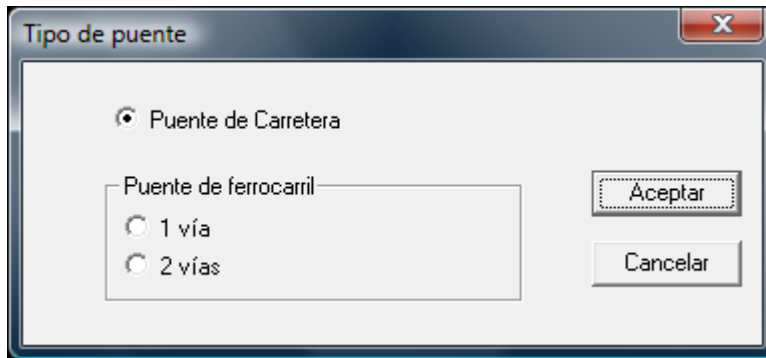 Tipo de puente
Puente de Carretera
Puente de ferrocarril
1 vía
2 vías
Aceptar
Cancelar